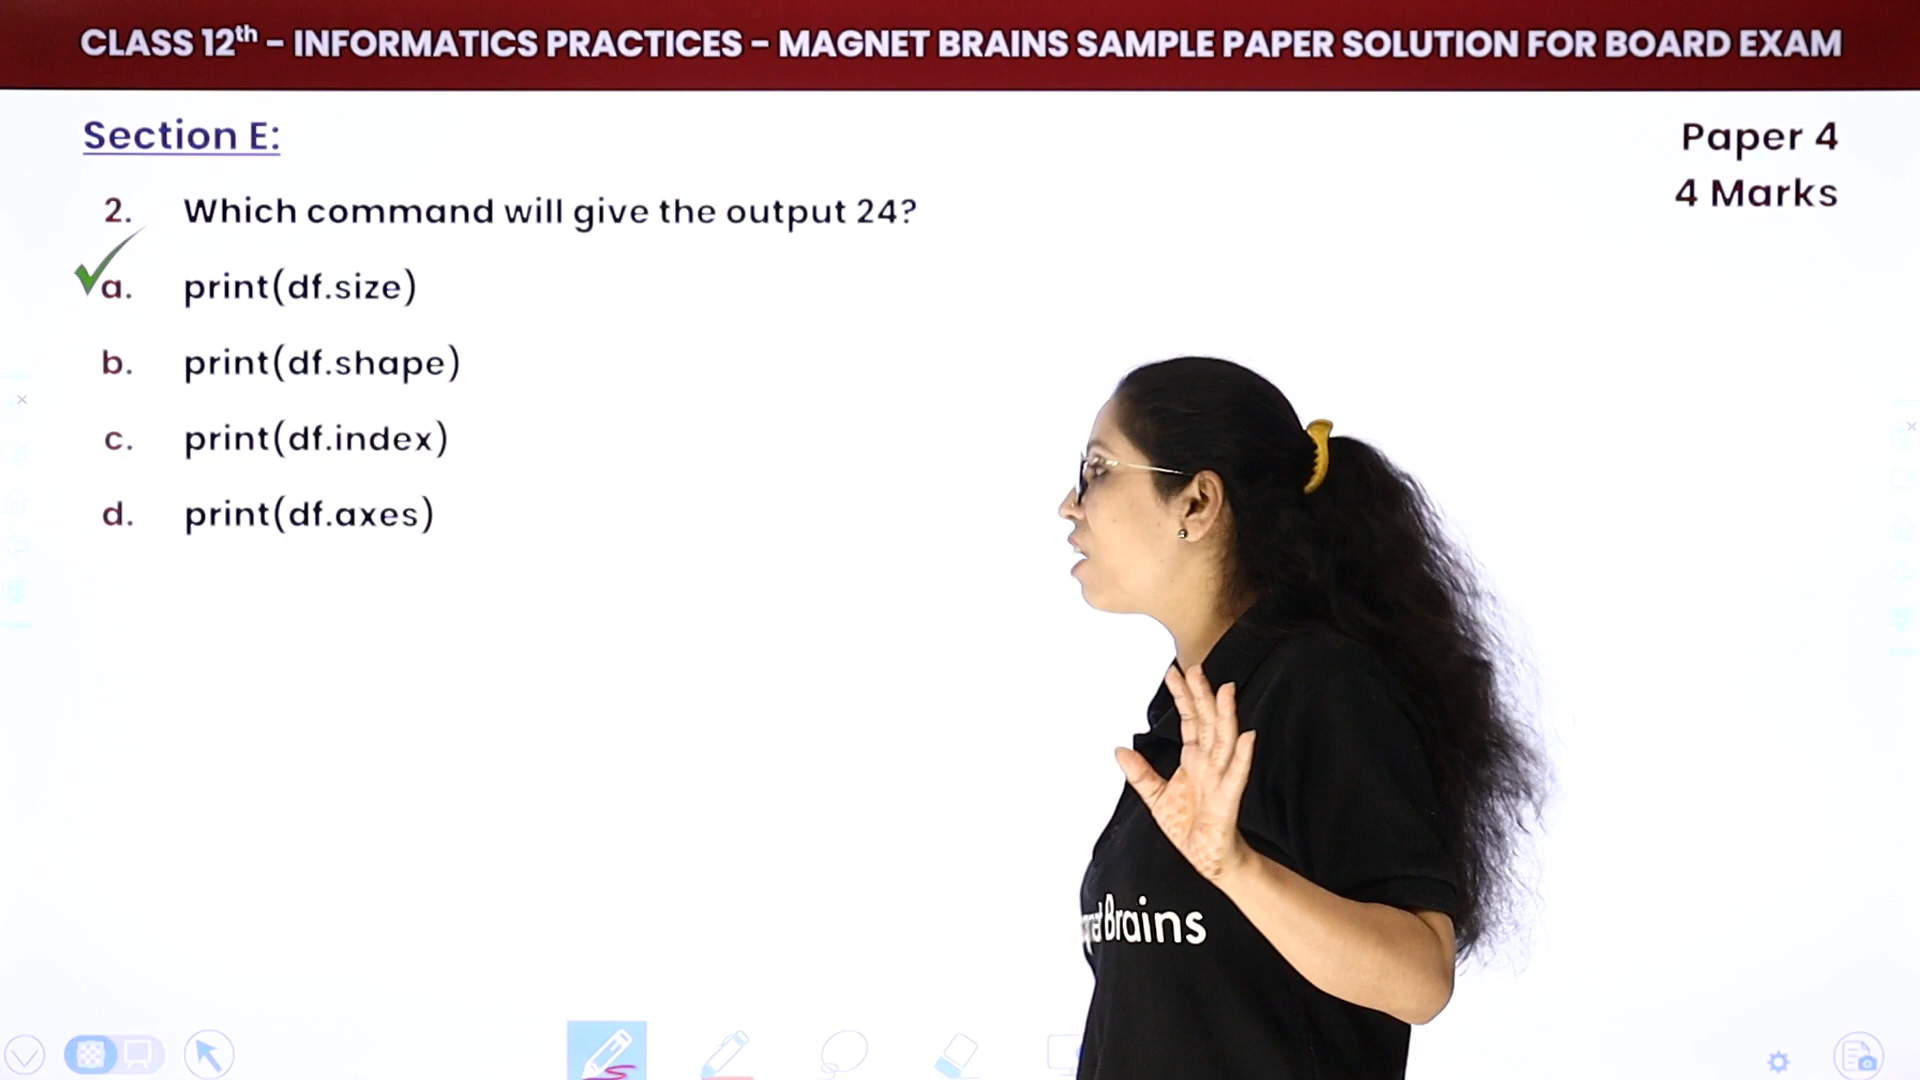 CLASS 12th – INFORMATICS PRACTICES – MAGNET BRAINS SAMPLE PAPER SOLUTION FOR BOARD EXAM
Section E:
Paper 4
4 Marks
2. Which command will give the output 24?
a. print(df.size)
b. print(df.shape)
c. print(df.index)
d. print(df.axes)
Brains